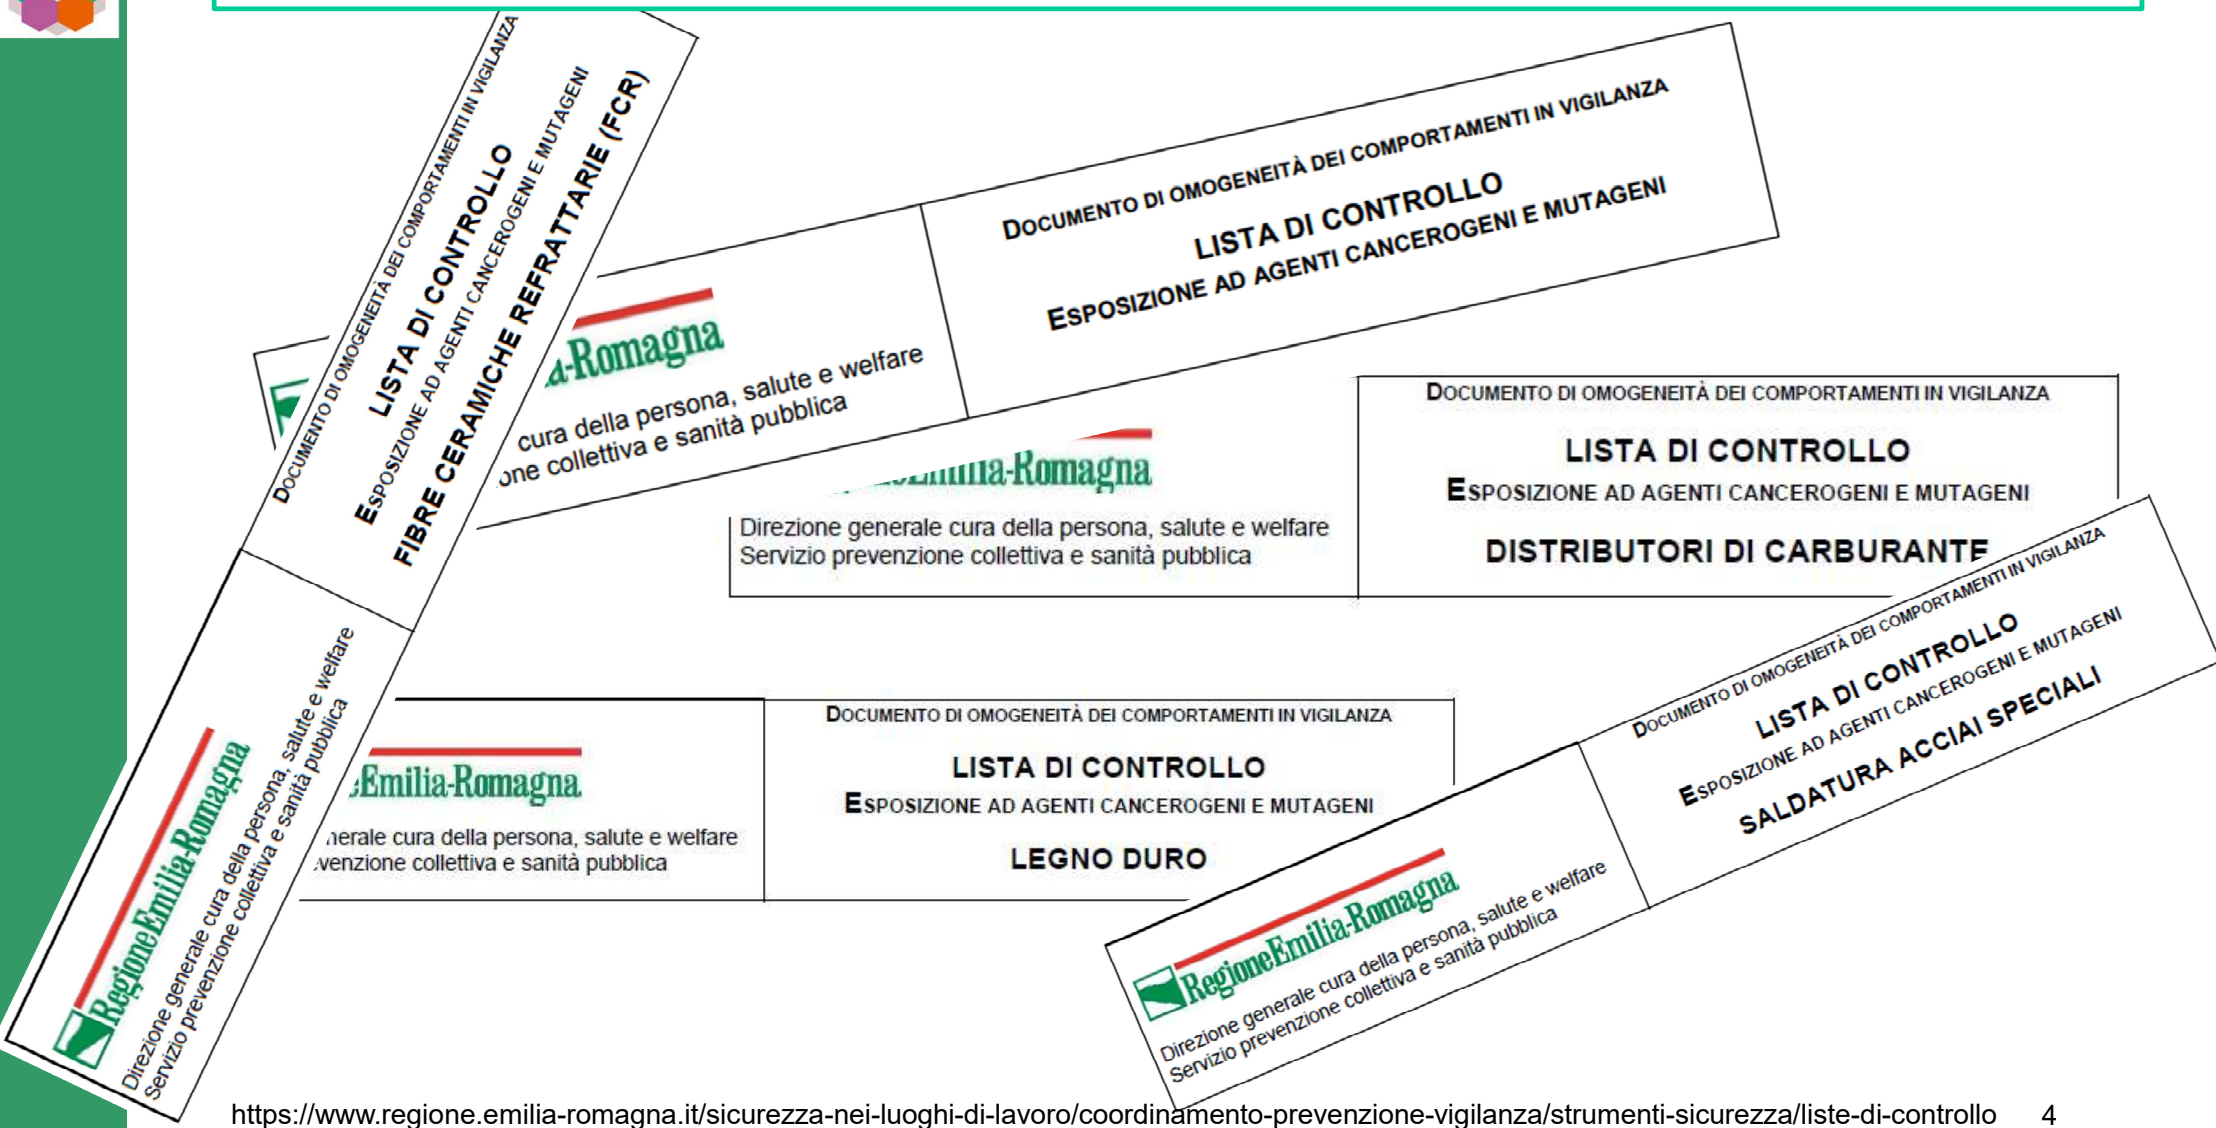 DOCUMENTO DI OMOGENEITÀ DEI COMPORTAMENTI IN VIGILANZA
LISTA DI CONTROLLO
ESPOSIZIONE AD AGENTI CANCEROGENI E MUTAGENI
FIBRE CERAMICHE REFRATTARIE (FCR)
RegioneEmilia-Romagna
Direzione generale cura della persona, salute e welfare
Servizio prevenzione collettiva e sanità pubblica
-Romagna
cura della persona, salute e welfare
collettiva e sanità pubblica
DOCUMENTO DI OMOGENEITÀ DEI COMPORTAMENTI IN VIGILANZA
LISTA DI CONTROLLO
ESPOSIZIONE AD AGENTI CANCEROGENI E MUTAGENI
-Romagna
Direzione generale cura della persona, salute e welfare
Servizio prevenzione collettiva e sanità pubblica
DOCUMENTO DI OMOGENEITÀ DEI COMPORTAMENTI IN VIGILANZA
LISTA DI CONTROLLO
ESPOSIZIONE AD AGENTI CANCEROGENI E MUTAGENI
DISTRIBUTORI DI CARBURANTE
Emilia-Romagna
nerale cura della persona, salute e welfare
venzione collettiva e sanità pubblica
DOCUMENTO DI OMOGENEITÀ DEI COMPORTAMENTI IN VIGILANZA
LISTA DI CONTROLLO
ESPOSIZIONE AD AGENTI CANCEROGENI E MUTAGENI
LEGNO DURO
RegioneEmilia-Romagna
Direzione generale cura della persona, salute e welfare
Servizio prevenzione collettiva e sanità pubblica
DOCUMENTO DI OMOGENEITÀ DEI COMPORTAMENTI IN VIGILANZA
LISTA DI CONTROLLO
ESPOSIZIONE AD AGENTI CANCEROGENI E MUTAGENI
SALDATURA ACCIAI SPECIALI
https://www.regione.emilia-romagna.it/sicurezza-nei-luoghi-di-lavoro/coordinamento-prevenzione-vigilanza/strumenti-sicurezza/liste-di-controllo 4